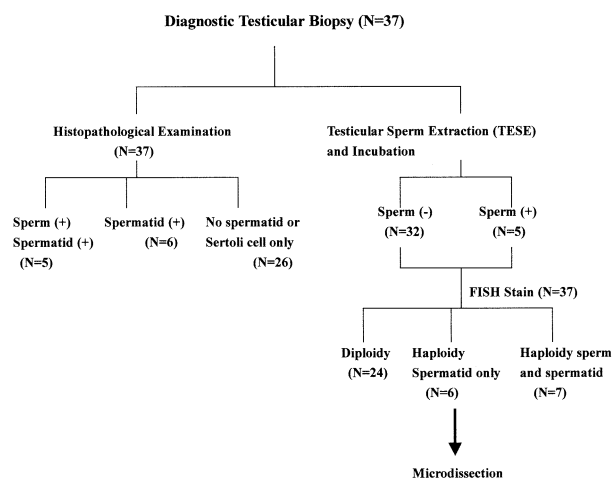 Diagnostic Testicular Biopsy (N=37)
Histopathological Examination
(N=37)
Testicular Sperm Extraction (TESE)
and Incubation
Sperm (+)
Spermatid (+)
(N=5)
Spermatid (+)
(N=6)
No spermatid or
Sertoli cell only
(N=26)
Sperm (-)
(N=32)
Sperm (+)
(N=5)
FISH Stain (N=37)
Diploidy
(N=24)
Haploidy
Spermatid only
(N=6)
Haploidy sperm
and spermatid
(N=7)
Microdissection